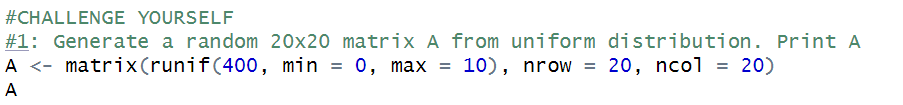 #CHALLENGE YOURSELF
#1: Generate a random 20x20 matrix A from uniform distribution. Print A
A <- matrix(runif(400, min = 0, max = 10), nrow = 20, ncol = 20)
A